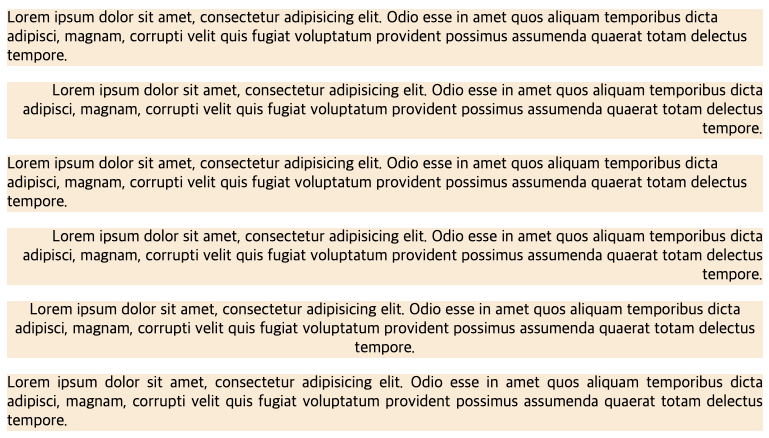 Lorem ipsum dolor sit amet, consectetur adipisicing elit. Odio esse in amet quos aliquam temporibus dicta
adipisci, magnam, corrupti velit quis fugiat voluptatum provident possimus assumenda quaerat totam delectus
tempore.
Lorem ipsum dolor sit amet, consectetur adipisicing elit. Odio esse in amet quos aliquam temporibus dicta
adipisci, magnam, corrupti velit quis fugiat voluptatum provident possimus assumenda quaerat totam delectus
tempore.
Lorem ipsum dolor sit amet, consectetur adipisicing elit. Odio esse in amet quos aliquam temporibus dicta
adipisci, magnam, corrupti velit quis fugiat voluptatum provident possimus assumenda quaerat totam delectus
tempore.
Lorem ipsum dolor sit amet, consectetur adipisicing elit. Odio esse in amet quos aliquam temporibus dicta
adipisci, magnam, corrupti velit quis fugiat voluptatum provident possimus assumenda quaerat totam delectus
tempore.
Lorem ipsum dolor sit amet, consectetur adipisicing elit. Odio esse in amet quos aliquam temporibus dicta
adipisci, magnam, corrupti velit quis fugiat voluptatum provident possimus assumenda quaerat totam delectus
tempore.
Lorem ipsum dolor sit amet, consectetur adipisicing elit. Odio esse in amet quos aliquam temporibus dicta
adipisci, magnam, corrupti velit quis fugiat voluptatum provident possimus assumenda quaerat totam delectus
tempore.